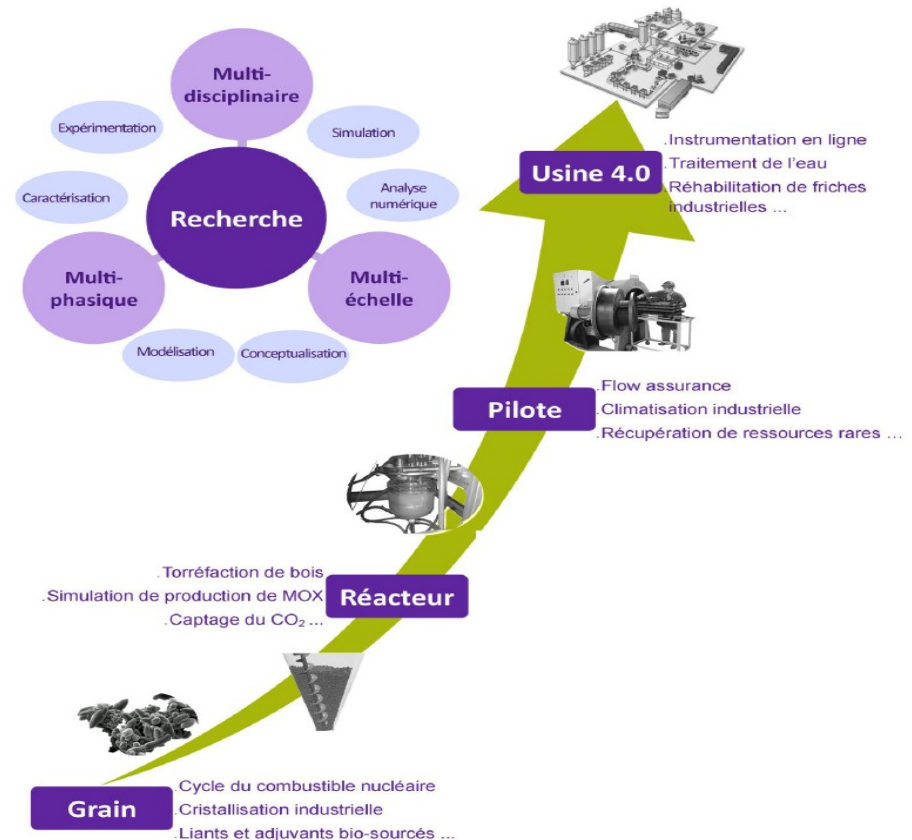 Multi-
disciplinaire
Expérimentation
Simulation
Caractérisation
Analyse
numérique
Recherche
Multi-
phasique
Multi-
échelle
Modélisation
Conceptualisation
Usine 4.0
.Instrumentation en ligne
.Traitement de l'eau
.Réhabilitation de friches
industrielles ...
Pilote
.Flow assurance
.Climatisation industrielle
.Récupération de ressources rares ...
.Torréfaction de bois
.Simulation de production de MOX
.Captage du CO₂ ...
Réacteur
Grain
.Cycle du combustible nucléaire
.Cristallisation industrielle
.Liants et adjuvants bio-sourcés ...